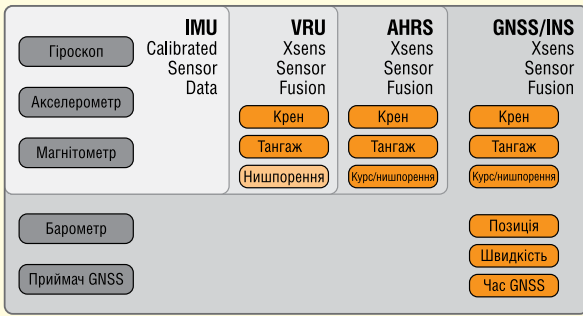 IMU
Calibrated
Sensor
Data
Гіроскоп
Акселерометр
Магнітометр
VRU
Xsens
Sensor
Fusion
Крен
Тангаж
Нишпорення
AHRS
Xsens
Sensor
Fusion
Крен
Тангаж
Курс/нишпорення
GNSS/INS
Xsens
Sensor
Fusion
Крен
Тангаж
Курс/нишпорення
Барометр
Приймач GNSS
Позиція
Швидкість
Час GNSS